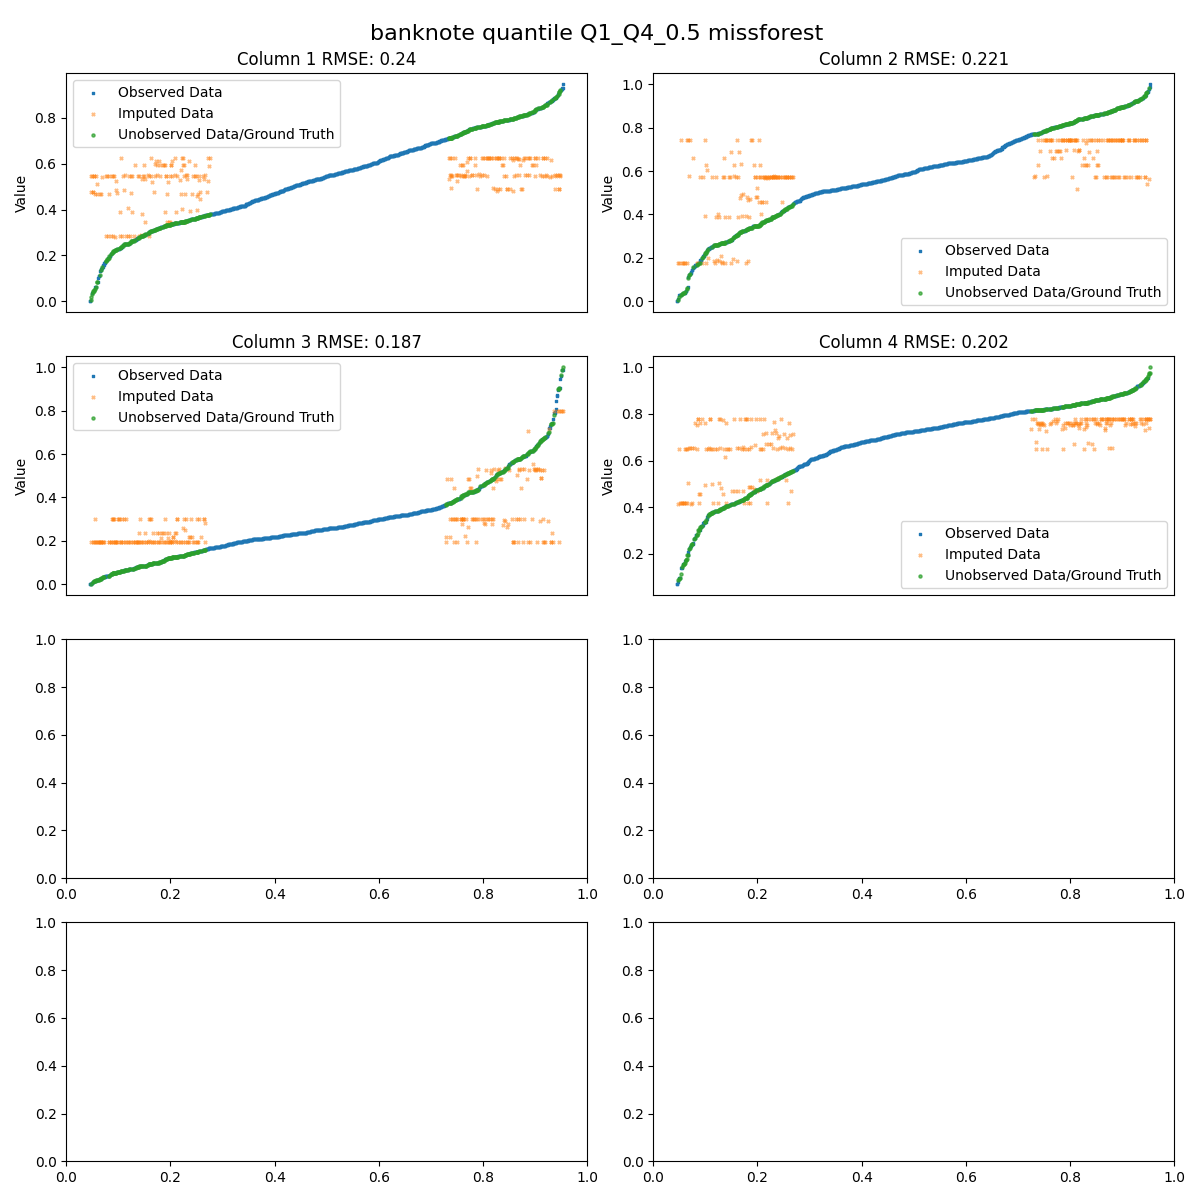 banknote quantile Q1_Q4_0.5 missforest
Column 1 RMSE: 0.24
Value
0.8
0.6
0.4
0.2
0.0
Observed Data
Imputed Data
Unobserved Data/Ground Truth
Column 2 RMSE: 0.221
Value
1.0
0.8
0.6
0.4
0.2
0.0
Observed Data
Imputed Data
Unobserved Data/Ground Truth
Column 3 RMSE: 0.187
Value
1.0
0.8
0.6
0.4
0.2
0.0
Observed Data
Imputed Data
Unobserved Data/Ground Truth
Column 4 RMSE: 0.202
Value
1.0
0.8
0.6
0.4
0.2
Observed Data
Imputed Data
Unobserved Data/Ground Truth
1.0
0.8
0.6
0.4
0.2
0.0
0.0 0.2 0.4 0.6 0.8 1.0
1.0
0.8
0.6
0.4
0.2
0.0
0.0 0.2 0.4 0.6 0.8 1.0
1.0
0.8
0.6
0.4
0.2
0.0
0.0 0.2 0.4 0.6 0.8 1.0
1.0
0.8
0.6
0.4
0.2
0.0
0.0 0.2 0.4 0.6 0.8 1.0